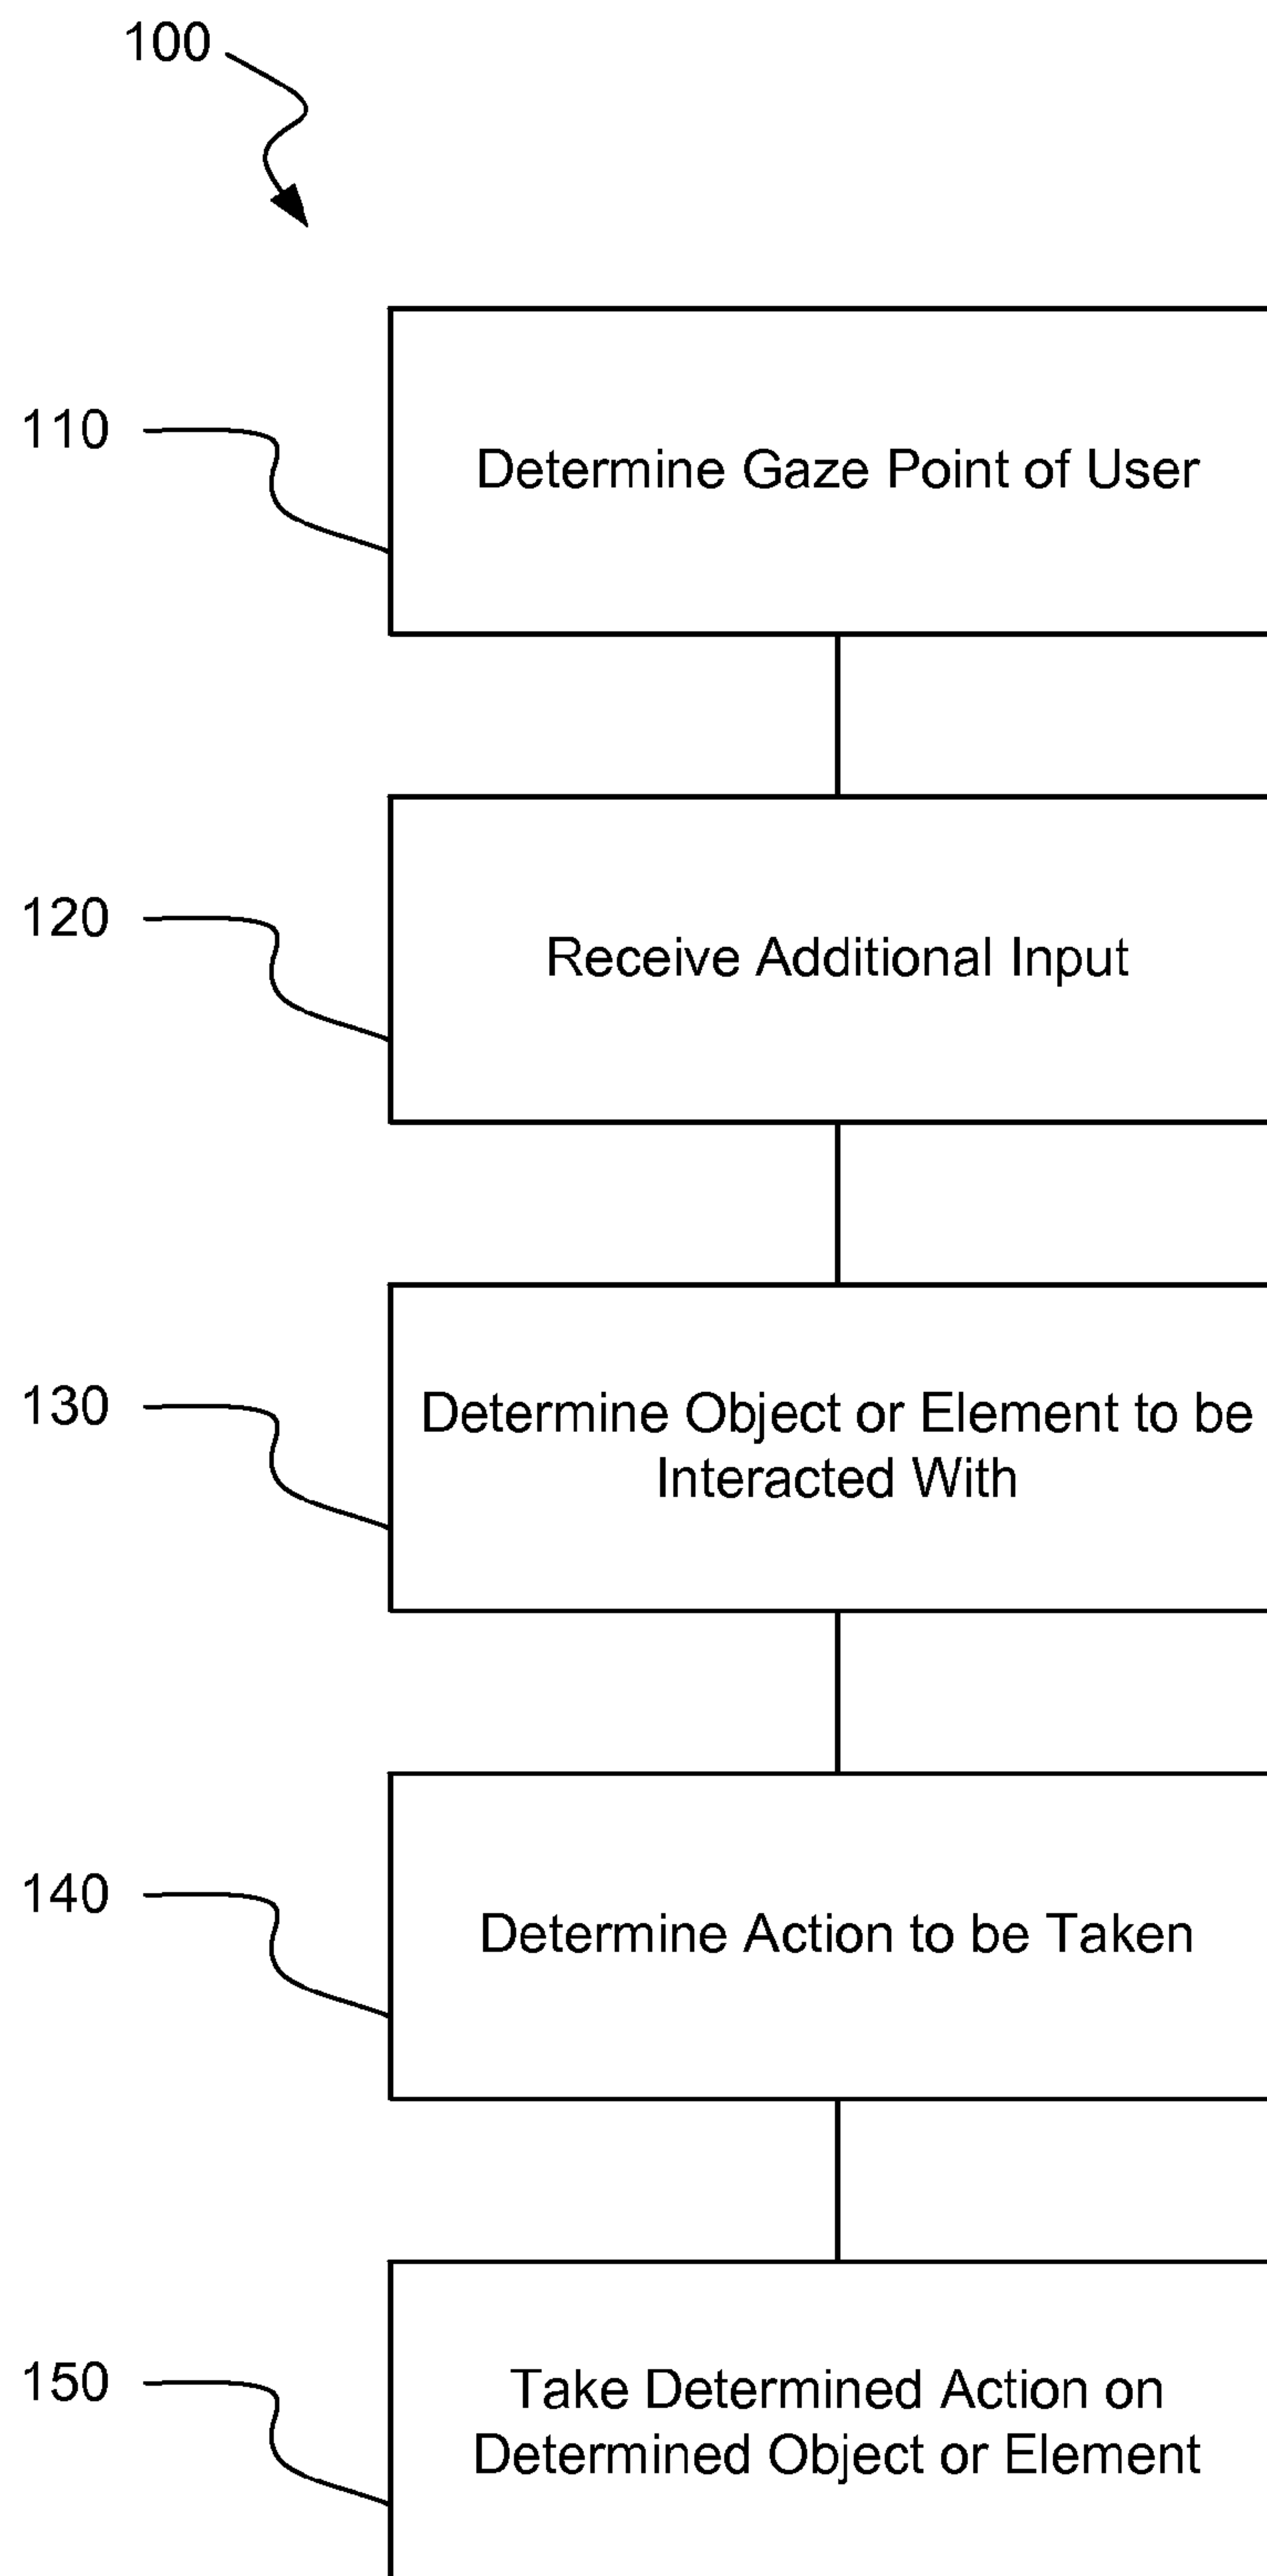 100
110
Determine Gaze Point of User
120
Receive Additional Input
130
Determine Object or Element to be
Interacted With
140
Determine Action to be Taken
150
Take Determined Action on
Determined Object or Element